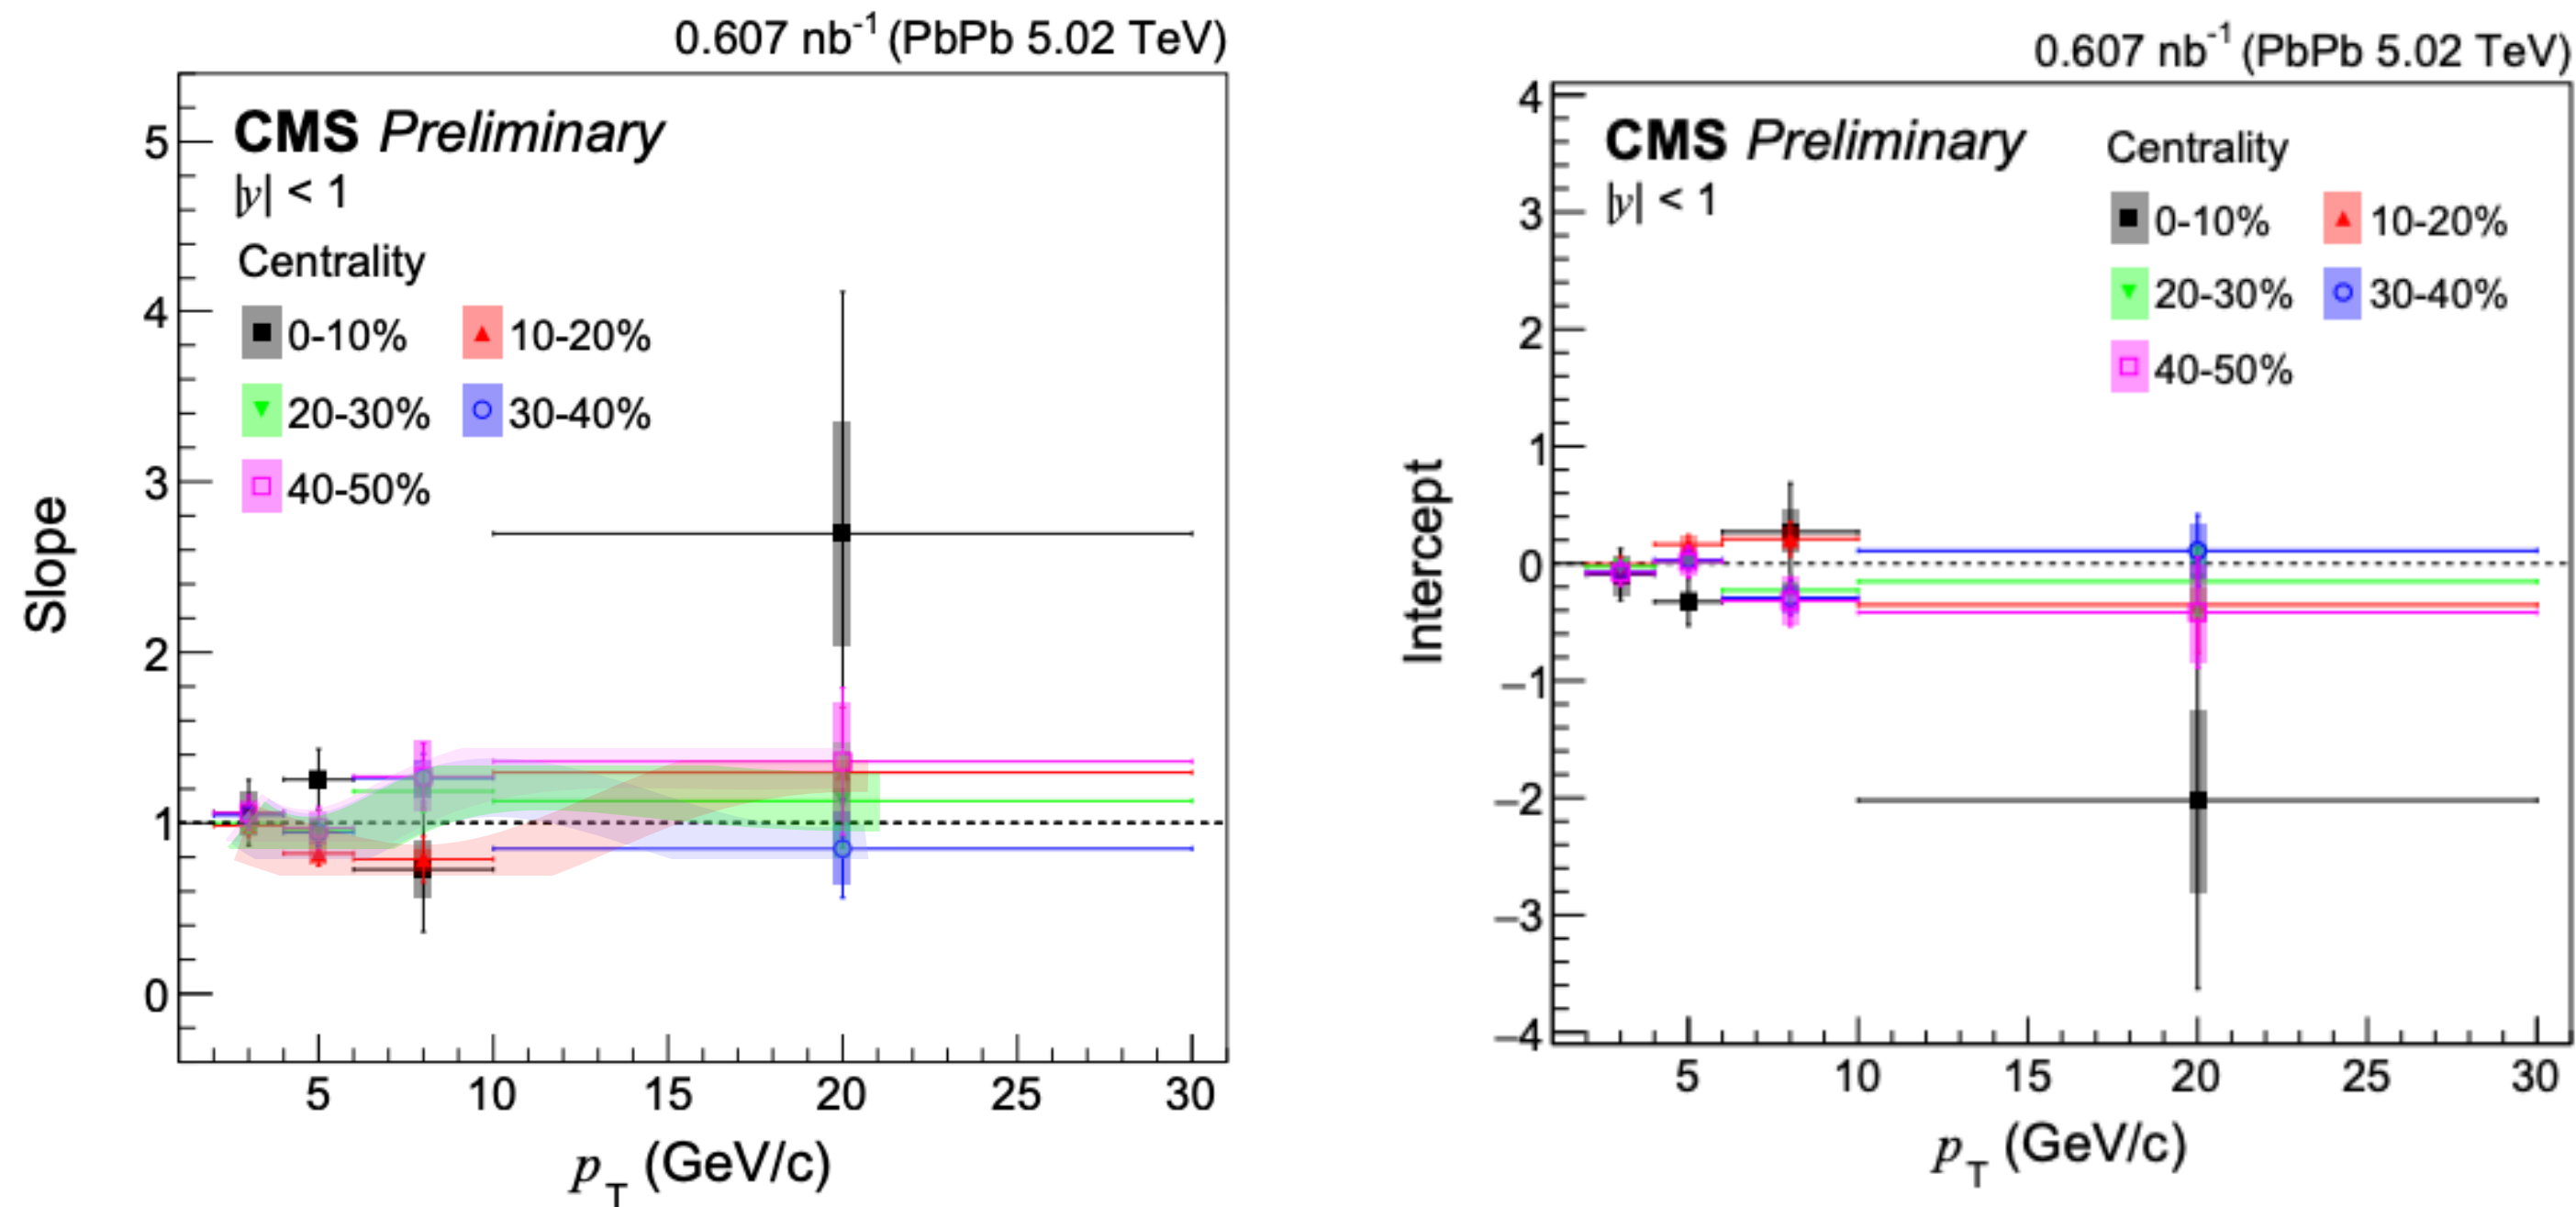 0.607 nb⁻¹ (PbPb 5.02 TeV)
CMS Preliminary
|y| < 1
Centrality
0-10% 10-20%
20-30% 30-40%
40-50%
Slope
5
4
3
2
1
0
5 10 15 20 25 30
p_T (GeV/c)
0.607 nb⁻¹ (PbPb 5.02 TeV)
CMS Preliminary
|y| < 1
Centrality
0-10% 10-20%
20-30% 30-40%
40-50%
Intercept
4
3
2
1
0
−1
−2
−3
−4
5 10 15 20 25 30
p_T (GeV/c)